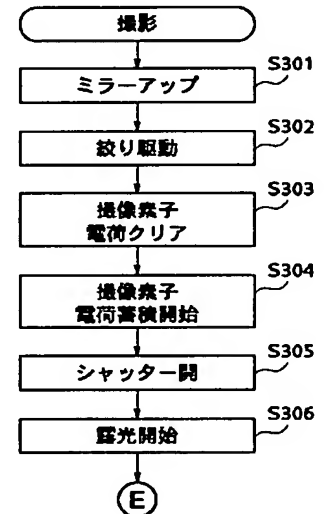 撮影
S301
ミラーアップ
S302
絞り駆動
S303
撮像素子
電荷クリア
S304
撮像素子
電荷蓄積開始
S305
シャッター開
S306
露光開始
E